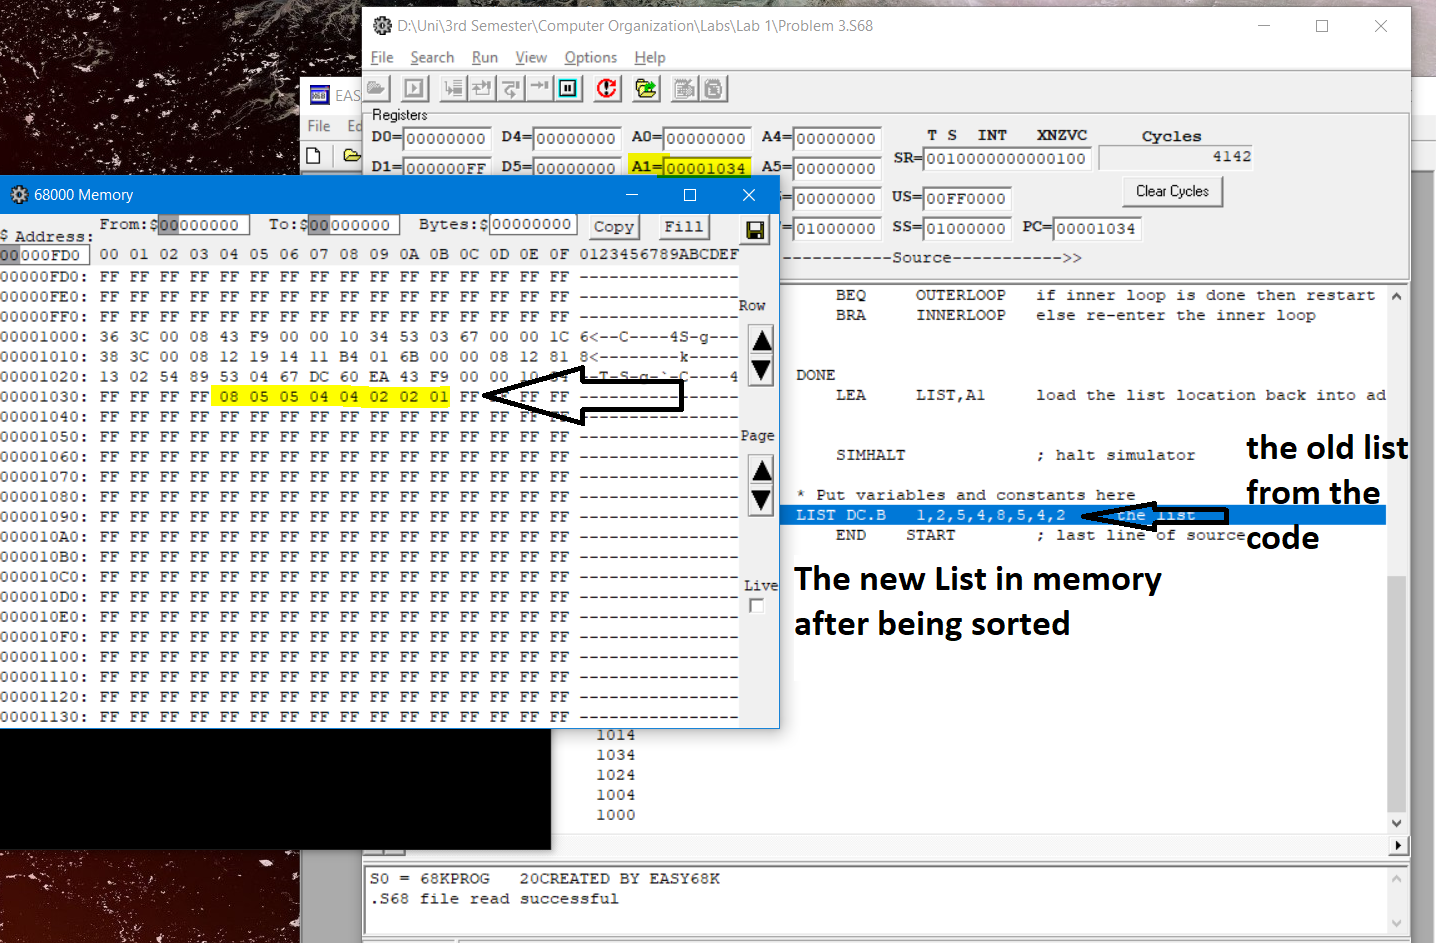 D:\Uni\3rd Semester\Computer Organization\Labs\Lab 1\Problem 3.S68
File Search Run View Options Help
EAS
File Ed
Registers
D0= 00000000 D4= 00000000 A0= 00000000 A4= 00000000 T S INT XNZVC Cycles
SR= 0010000000000100 4142
D1= 000000FF D5= 00000000 A1= 00001034 A5= 00000000
Clear Cycles
00000000 US= 00FF0000
01000000 SS= 01000000 PC= 00001034
-----------Source----------->>
68000 Memory
From:$ 00000000 To:$ 00000000 Bytes:$ 00000000 Copy Fill
$ Address:
00000FD0 00 01 02 03 04 05 06 07 08 09 0A 0B 0C 0D 0E 0F 0123456789ABCDEF
00000FD0: FF FF FF FF FF FF FF FF FF FF FF FF FF FF FF FF ----------------
00000FE0: FF FF FF FF FF FF FF FF FF FF FF FF FF FF FF FF ----------------
00000FF0: FF FF FF FF FF FF FF FF FF FF FF FF FF FF FF FF ----------------
00001000: 36 3C 00 08 43 F9 00 00 10 34 53 03 67 00 00 1C 6<--C----4S-g---
00001010: 38 3C 00 08 12 19 14 11 B4 01 6B 00 00 08 12 81 8<--------k-----
00001020: 13 02 54 89 53 04 67 DC 60 EA 43 F9 00 00 10 34 --T-S-g-`-C----4
00001030: FF FF FF FF 08 05 05 04 04 02 02 01 FF FF FF
00001040: FF FF FF FF FF FF FF FF FF FF FF FF FF FF FF FF ----------------
00001050: FF FF FF FF FF FF FF FF FF FF FF FF FF FF FF FF ----------------
00001060: FF FF FF FF FF FF FF FF FF FF FF FF FF FF FF FF ----------------
00001070: FF FF FF FF FF FF FF FF FF FF FF FF FF FF FF FF ----------------
00001080: FF FF FF FF FF FF FF FF FF FF FF FF FF FF FF FF ----------------
00001090: FF FF FF FF FF FF FF FF FF FF FF FF FF FF FF FF ----------------
000010A0: FF FF FF FF FF FF FF FF FF FF FF FF FF FF FF FF ----------------
000010B0: FF FF FF FF FF FF FF FF FF FF FF FF FF FF FF FF ----------------
000010C0: FF FF FF FF FF FF FF FF FF FF FF FF FF FF FF FF ----------------
000010D0: FF FF FF FF FF FF FF FF FF FF FF FF FF FF FF FF ----------------
000010E0: FF FF FF FF FF FF FF FF FF FF FF FF FF FF FF FF ----------------
000010F0: FF FF FF FF FF FF FF FF FF FF FF FF FF FF FF FF ----------------
00001100: FF FF FF FF FF FF FF FF FF FF FF FF FF FF FF FF ----------------
00001110: FF FF FF FF FF FF FF FF FF FF FF FF FF FF FF FF ----------------
00001120: FF FF FF FF FF FF FF FF FF FF FF FF FF FF FF FF ----------------
00001130: FF FF FF FF FF FF FF FF FF FF FF FF FF FF FF FF ----------------
Row
Page
Live
BEQ OUTERLOOP if inner loop is done then restart
BRA INNERLOOP else re-enter the inner loop
DONE
LEA LIST,A1 load the list location back into ad
SIMHALT ; halt simulator
* Put variables and constants here
LIST DC.B 1,2,5,4,8,5,4,2 the list
END START ; last line of source
the old list
from the
code
The new List in memory
after being sorted
1014
1034
1024
1004
1000
S0 = 68KPROG 20CREATED BY EASY68K
.S68 file read successful